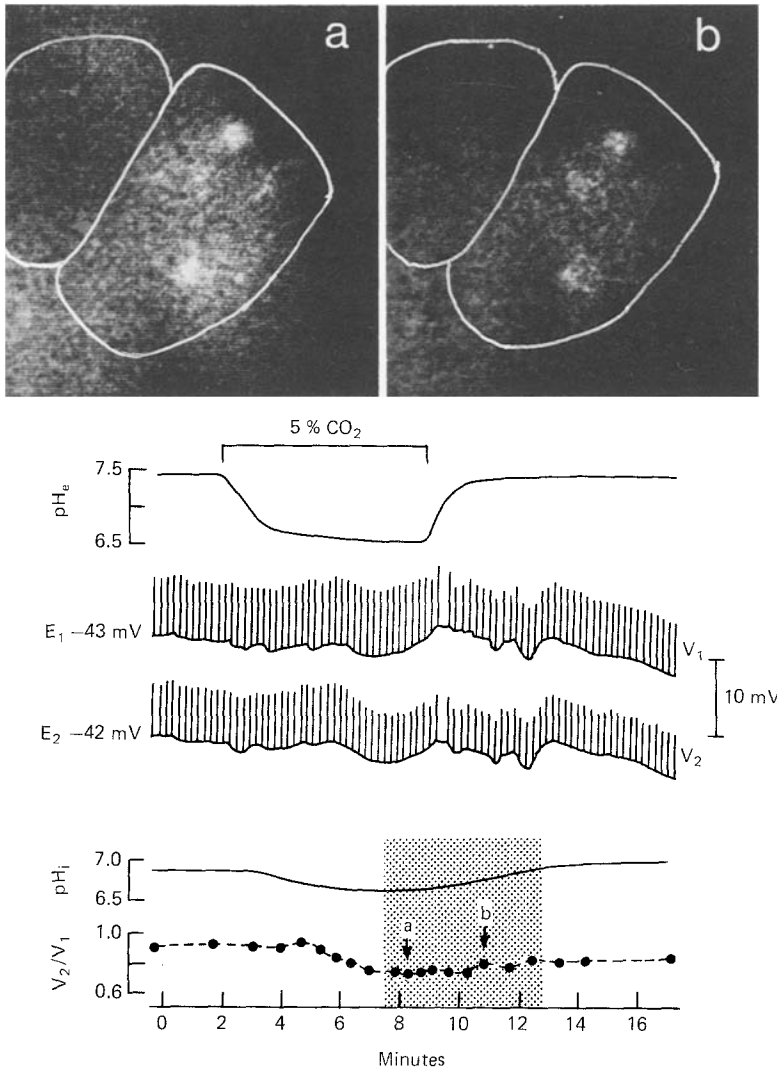 a b
5 % CO₂
7.5
pHₑ
6.5
E₁ −43 mV V₁
10 mV
E₂ −42 mV V₂
7.0
pHᵢ
6.5
a b
1.0
V₂/V₁
0.6
0 2 4 6 8 10 12 14 16
Minutes